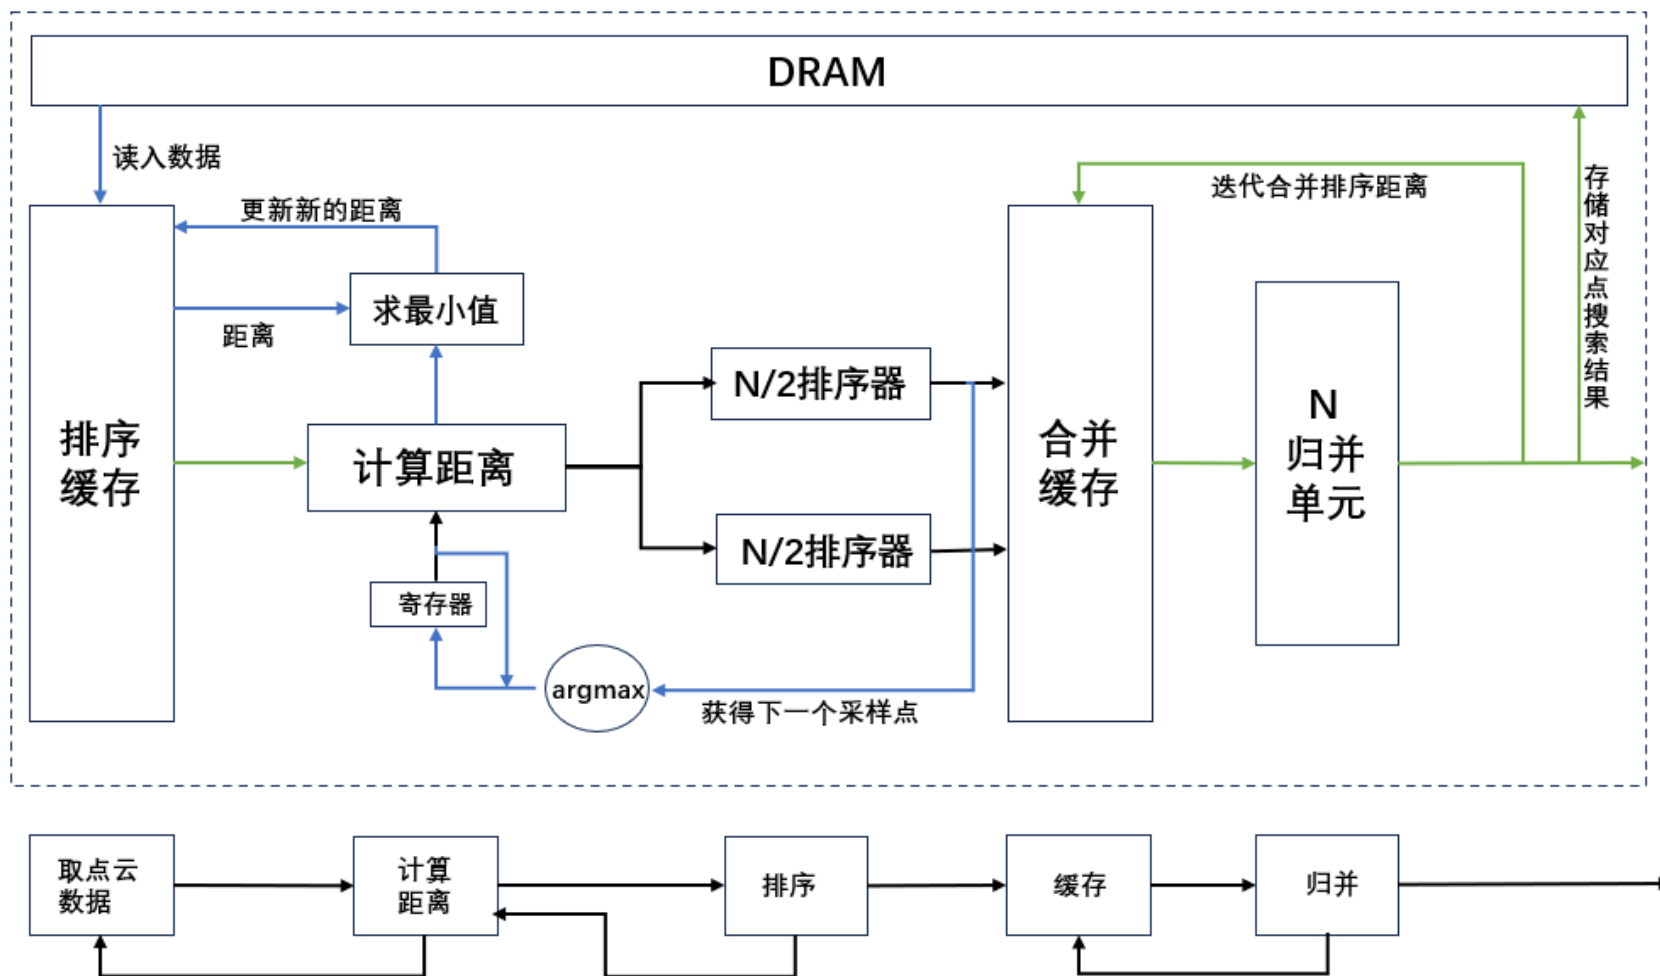 DRAM
读入数据
更新新的距离
迭代合并排序距离
存储对应点搜索结果
求最小值
距离
N/2排序器
排序
缓存
计算距离
合并
缓存
N
归并
单元
N/2排序器
寄存器
argmax
获得下一个采样点
取点云
数据
计算
距离
排序
缓存
归并